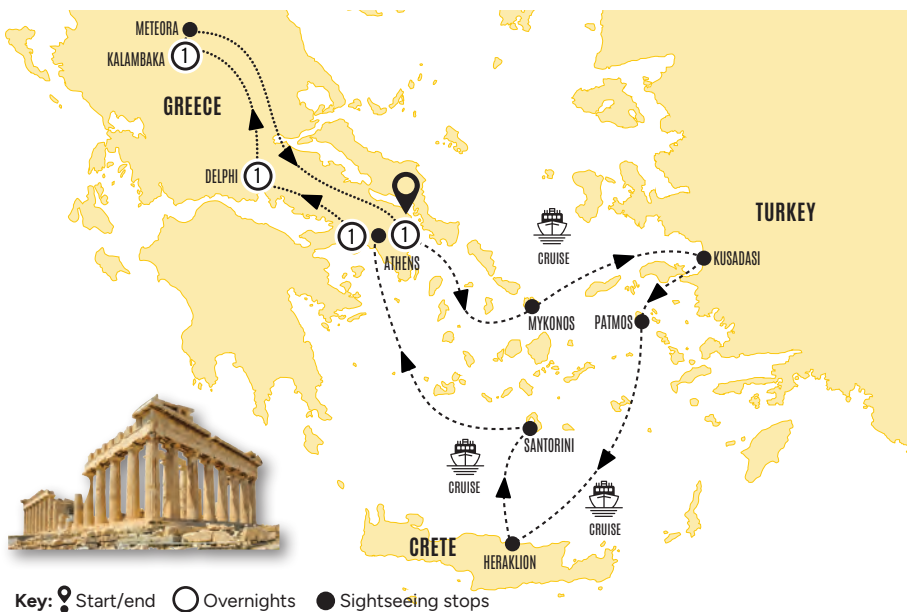 METEORA
KALAMBAKA 1
GREECE
DELPHI 1
1 1
ATHENS
TURKEY
CRUISE
KUSADASI
MYKONOS
PATMOS
SANTORINI
CRUISE
CRUISE
CRETE
HERAKLION
Key: Start/end Overnights Sightseeing stops